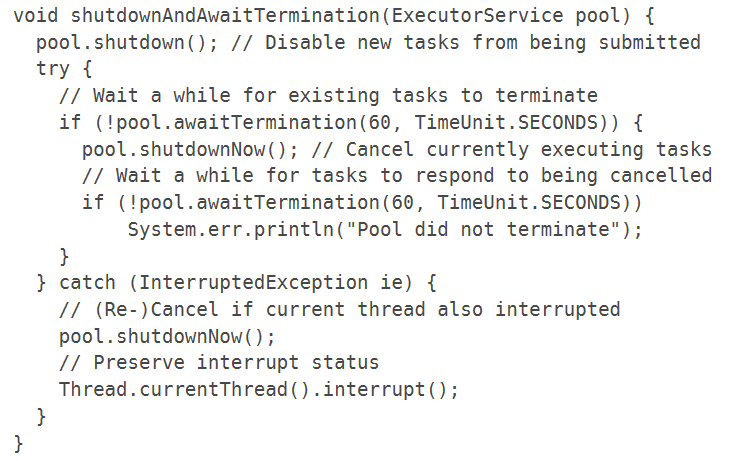 void shutdownAndAwaitTermination(ExecutorService pool) {
  pool.shutdown(); // Disable new tasks from being submitted
  try {
    // Wait a while for existing tasks to terminate
    if (!pool.awaitTermination(60, TimeUnit.SECONDS)) {
      pool.shutdownNow(); // Cancel currently executing tasks
      // Wait a while for tasks to respond to being cancelled
      if (!pool.awaitTermination(60, TimeUnit.SECONDS))
          System.err.println("Pool did not terminate");
    }
  } catch (InterruptedException ie) {
    // (Re-)Cancel if current thread also interrupted
    pool.shutdownNow();
    // Preserve interrupt status
    Thread.currentThread().interrupt();
  }
}